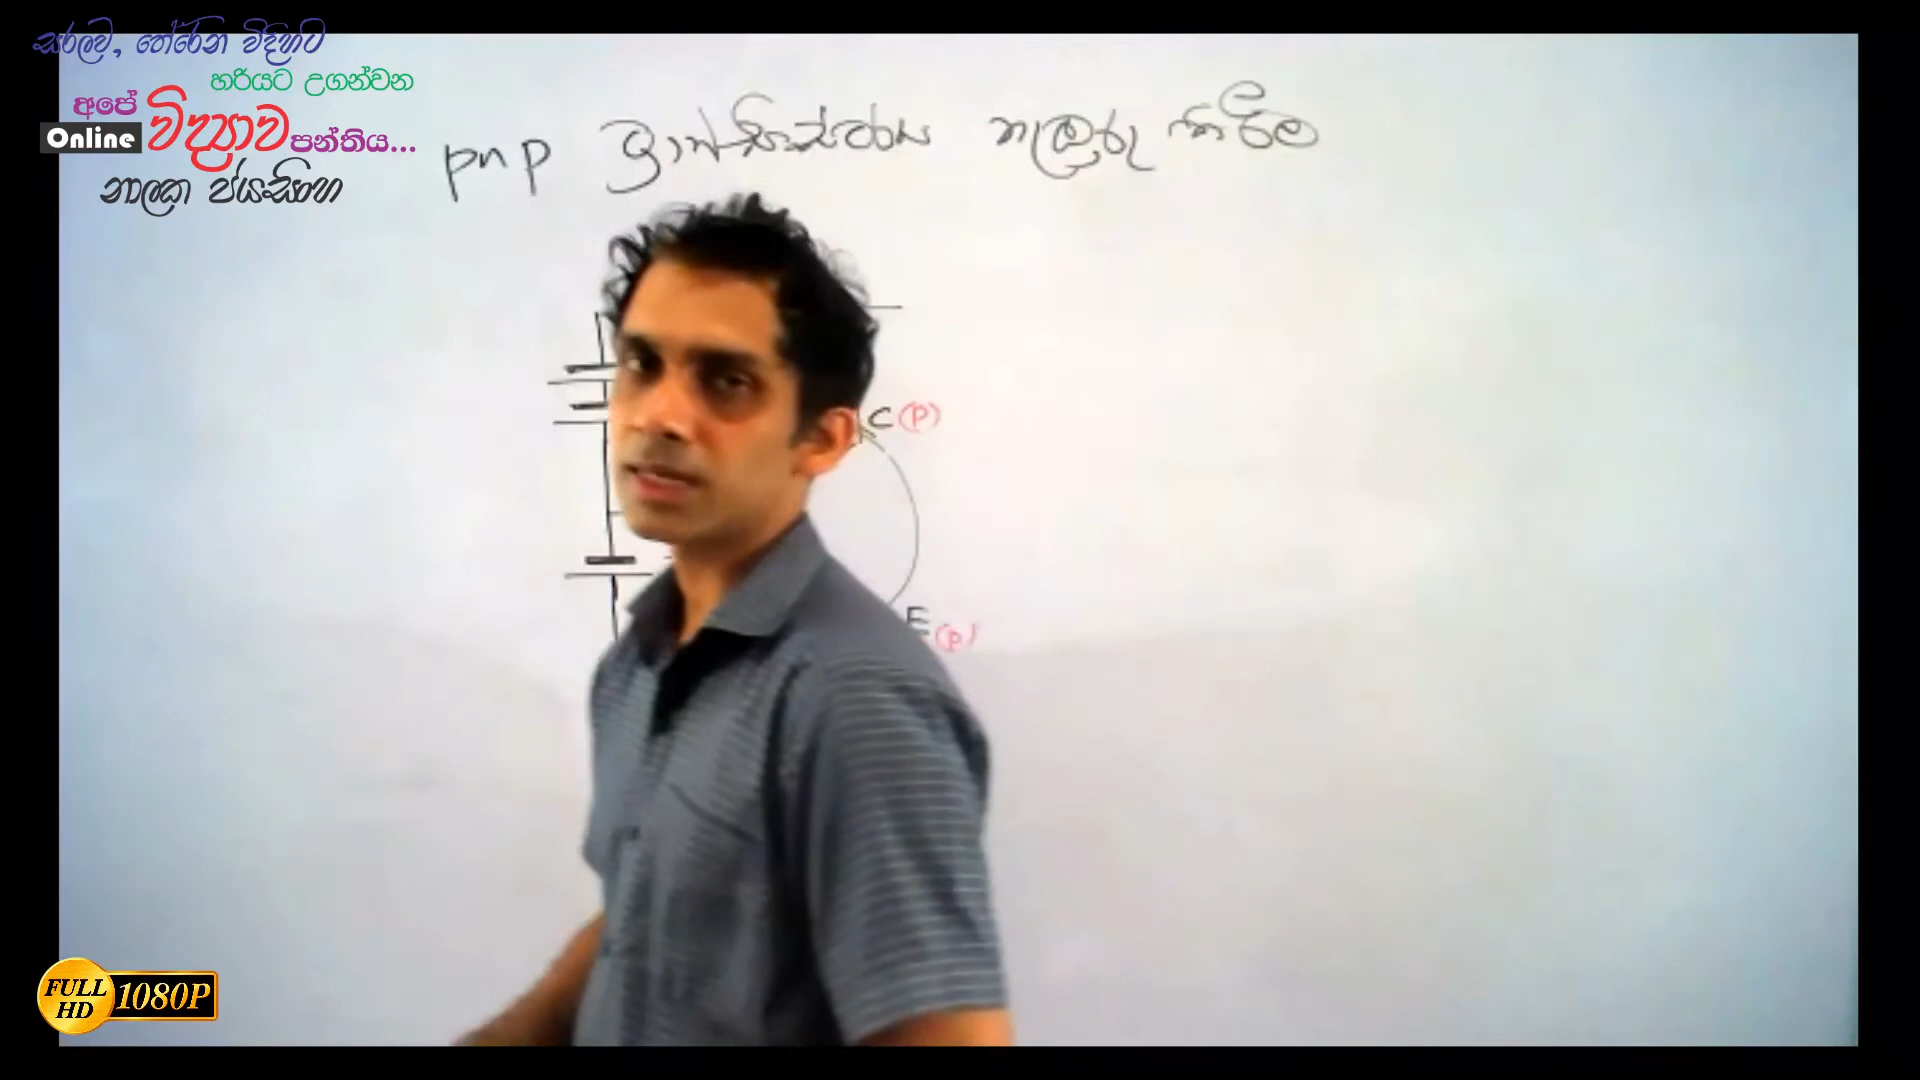 සරලව, තේරෙන විදිහට
හරියට උගන්වන
අපේ
Online විද්‍යාව පන්තිය...
නාලක ජයසිංහ
pnp ට්‍රාන්සිස්ටරය නැඹුරු කිරීම
C (p)
E (p)
FULL HD 1080P